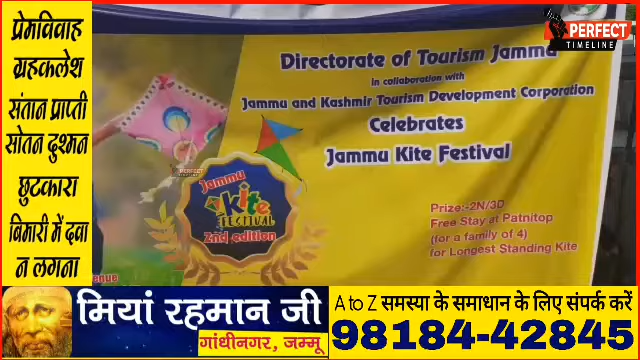 प्रेमविवाह
ग्रहकलेश
संतान प्राप्ती
सोतन दुश्मन
छुटकारा
बिमारी में दवा
न लगना
PERFECT
TIMELINE
Directorate of Tourism Jammu
in collaboration with
Jammu and Kashmir Tourism Development Corporation
Celebrates
Jammu Kite Festival
PERFECT
Jammu
kite
FESTIVAL
2nd edition
Prize:-2N/3D
Free Stay at Patnitop
(for a family of 4)
for Longest Standing Kite
enue
मियां रहमान जी
गांधीनगर, जम्मू
A to Z समस्या के समाधान के लिए संपर्क करें
98184-42845